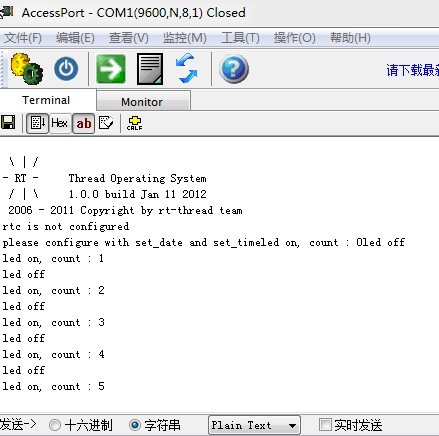 AccessPort - COM1(9600,N,8,1) Closed
文件(F) 编辑(E) 查看(V) 监控(M) 工具(T) 操作(O) 帮助(H)
请下载最新
Terminal Monitor
Hex ab CRLF
\ | /
- RT - Thread Operating System
/ | \ 1.0.0 build Jan 11 2012
2006 - 2011 Copyright by rt-thread team
rtc is not configured
please configure with set_date and set_timeled on, count : 0led off
led on, count : 1
led off
led on, count : 2
led off
led on, count : 3
led off
led on, count : 4
led off
led on, count : 5
发送-> 十六进制 字符串 Plain Text 实时发送